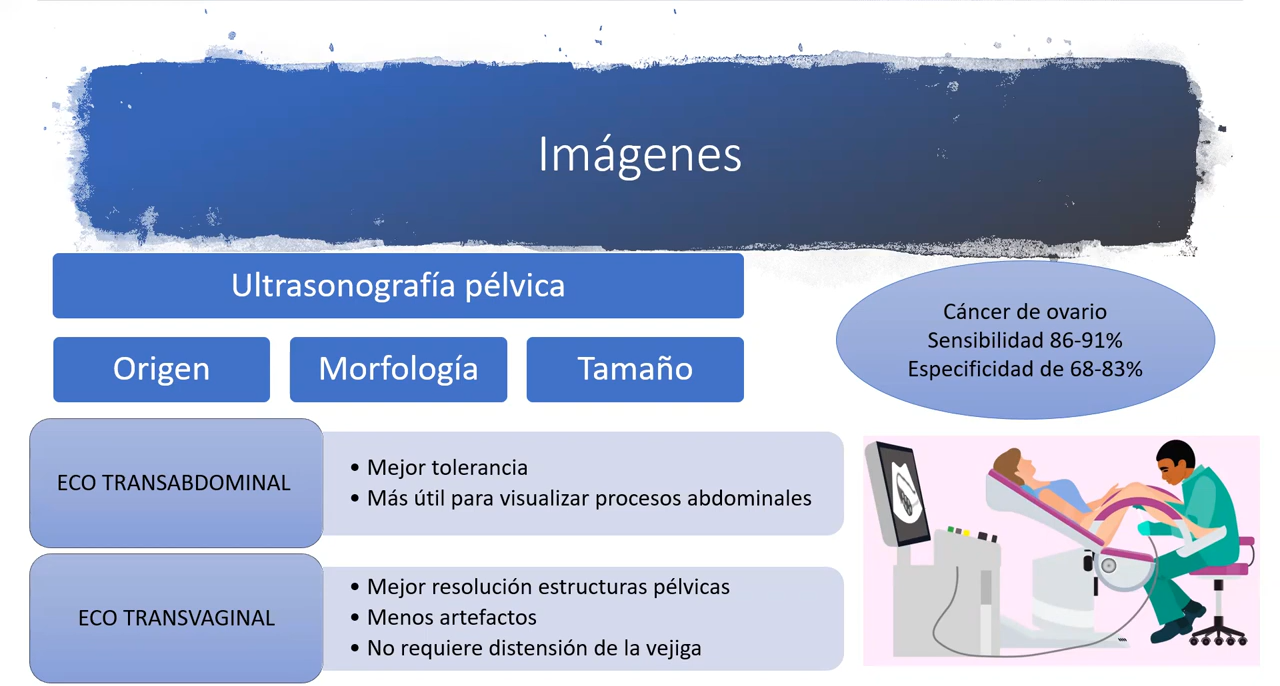 Imágenes
Ultrasonografía pélvica
Origen
Morfología
Tamaño
Cáncer de ovario
Sensibilidad 86-91%
Especificidad de 68-83%
ECO TRANSABDOMINAL
• Mejor tolerancia
• Más útil para visualizar procesos abdominales
ECO TRANSVAGINAL
• Mejor resolución estructuras pélvicas
• Menos artefactos
• No requiere distensión de la vejiga